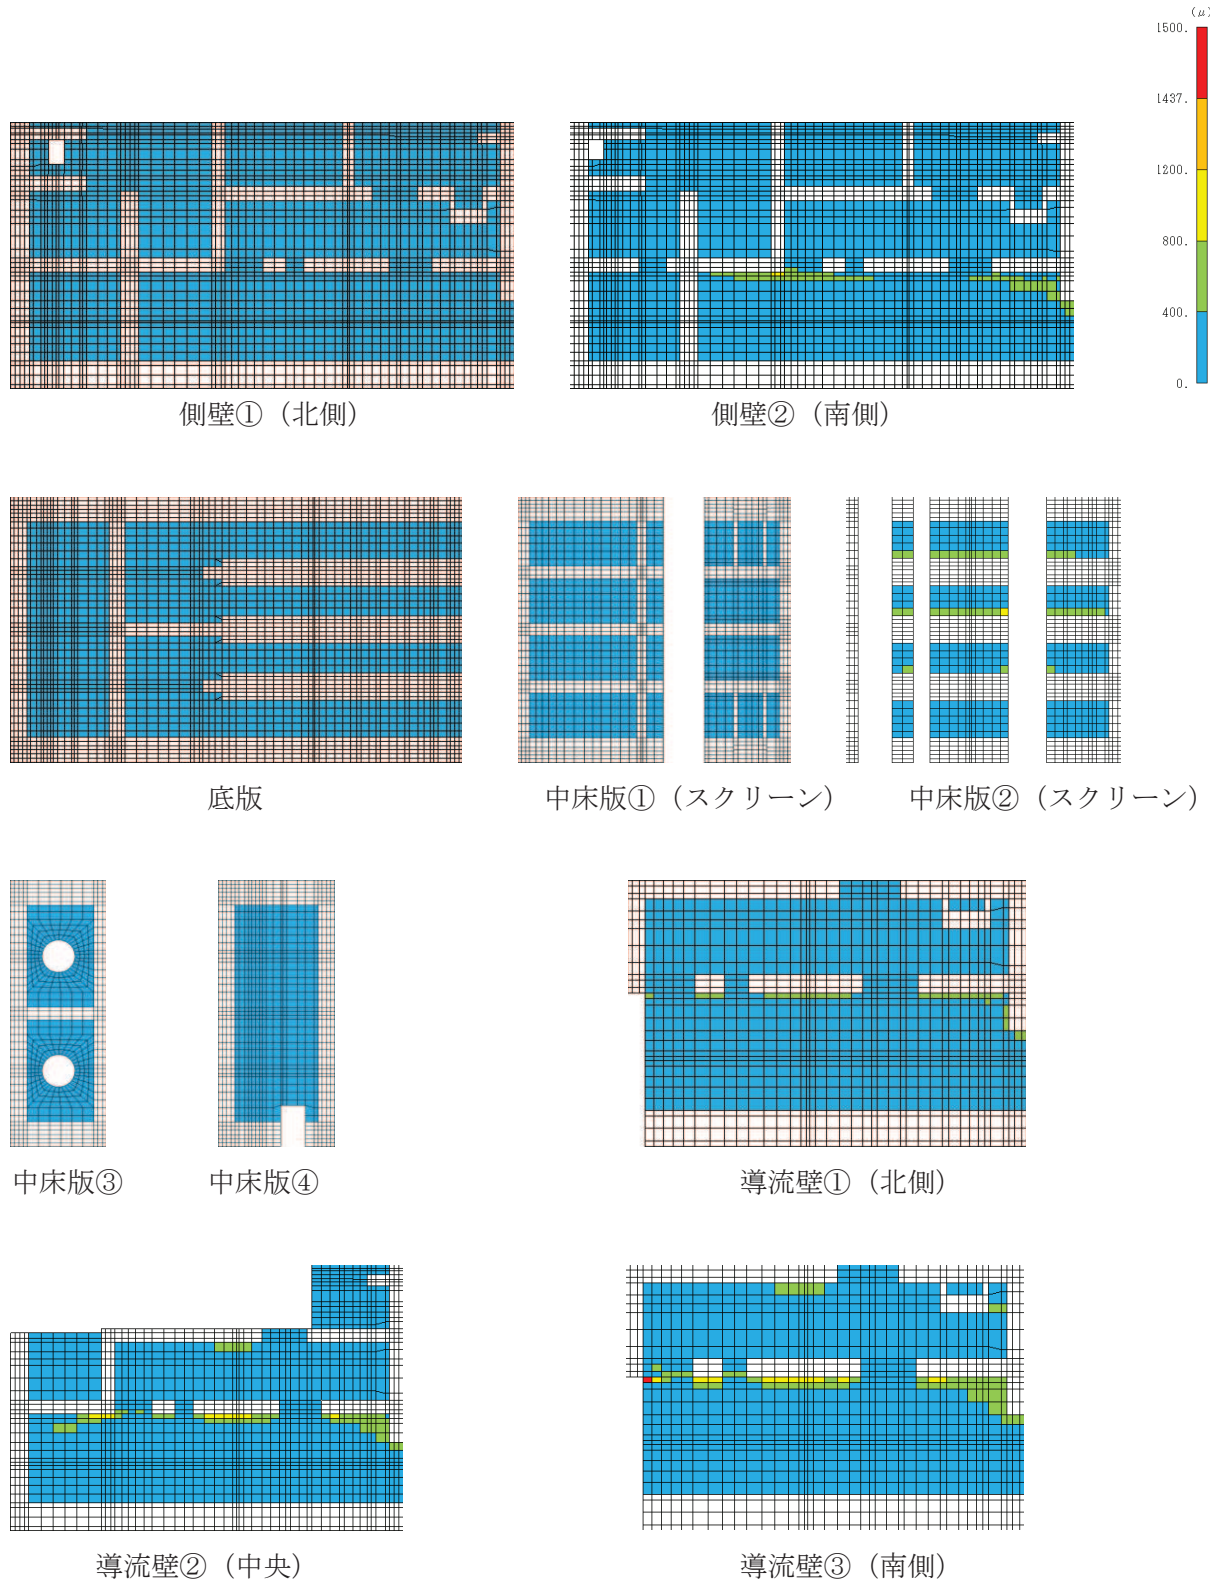 (μ)
1500.
1437.
1200.
800.
400.
0.
側壁①（北側）
側壁②（南側）
底版
中床版①（スクリーン）
中床版②（スクリーン）
中床版③
中床版④
導流壁①（北側）
導流壁②（中央）
導流壁③（南側）